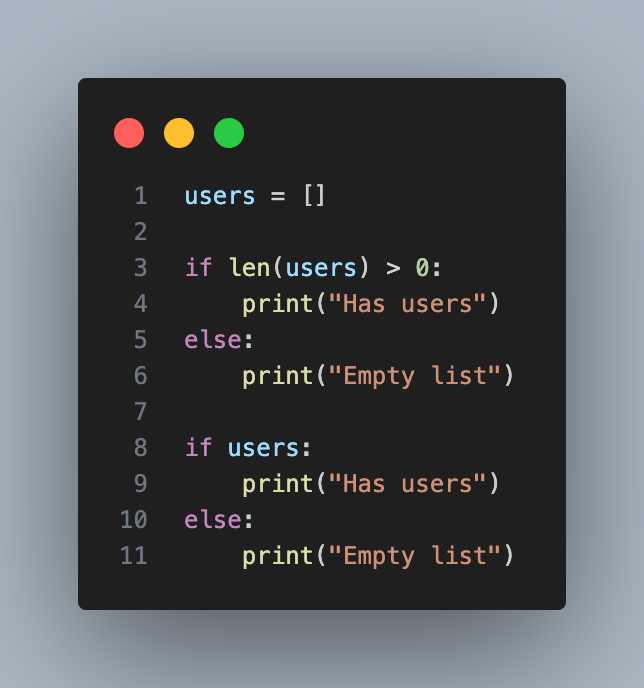 1 users = []
2
3 if len(users) > 0:
4     print("Has users")
5 else:
6     print("Empty list")
7
8 if users:
9     print("Has users")
10 else:
11     print("Empty list")